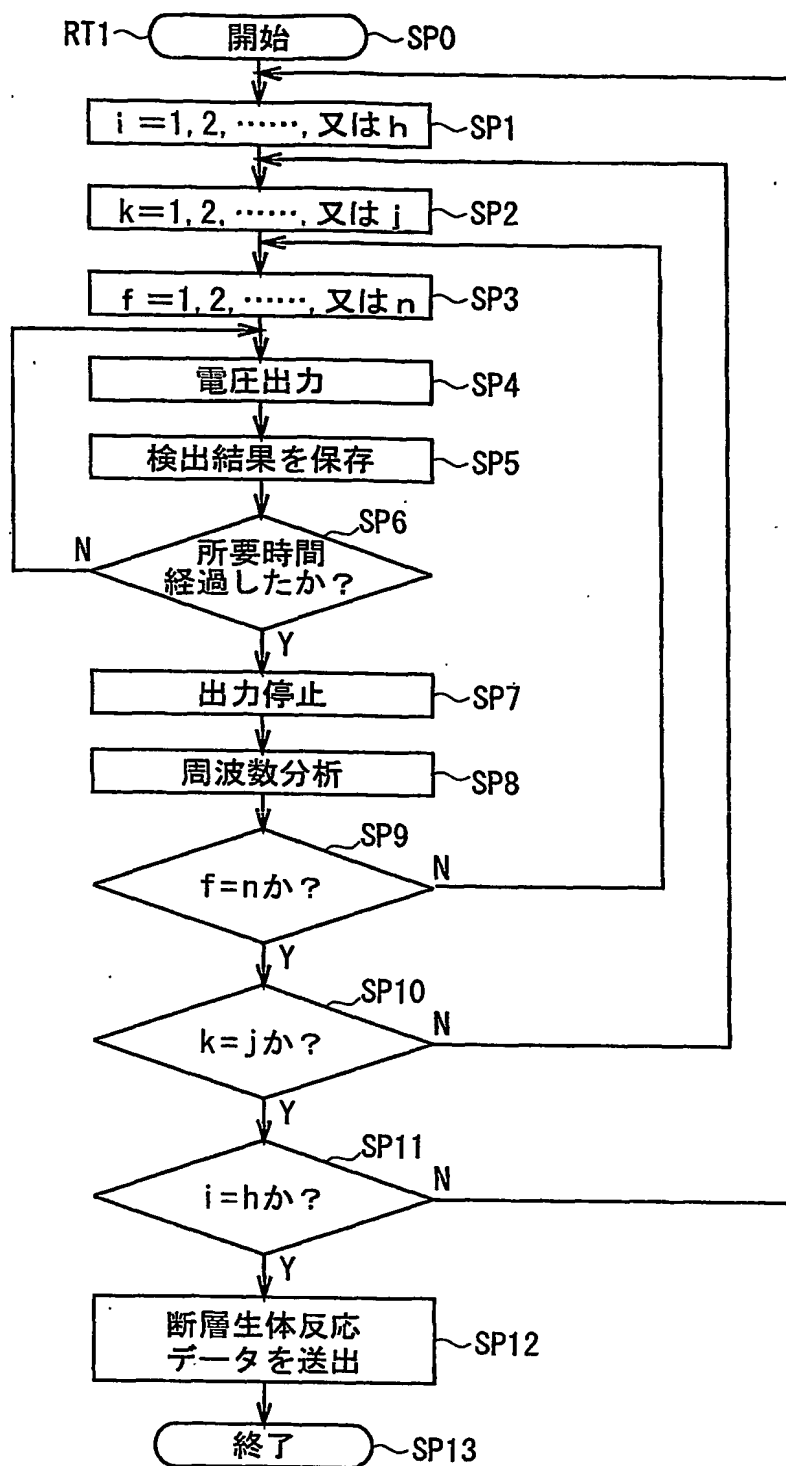 RT1 開始 SP0
i=1, 2, ……, 又は h SP1
k=1, 2, ……, 又は j SP2
f=1, 2, ……, 又は n SP3
電圧出力 SP4
検出結果を保存 SP5
SP6
N 所要時間
経過したか?
Y
出力停止 SP7
周波数分析 SP8
SP9
f=nか? N
Y
SP10
k=jか? N
Y
SP11
i=hか? N
Y
断層生体反応
データを送出 SP12
終了 SP13